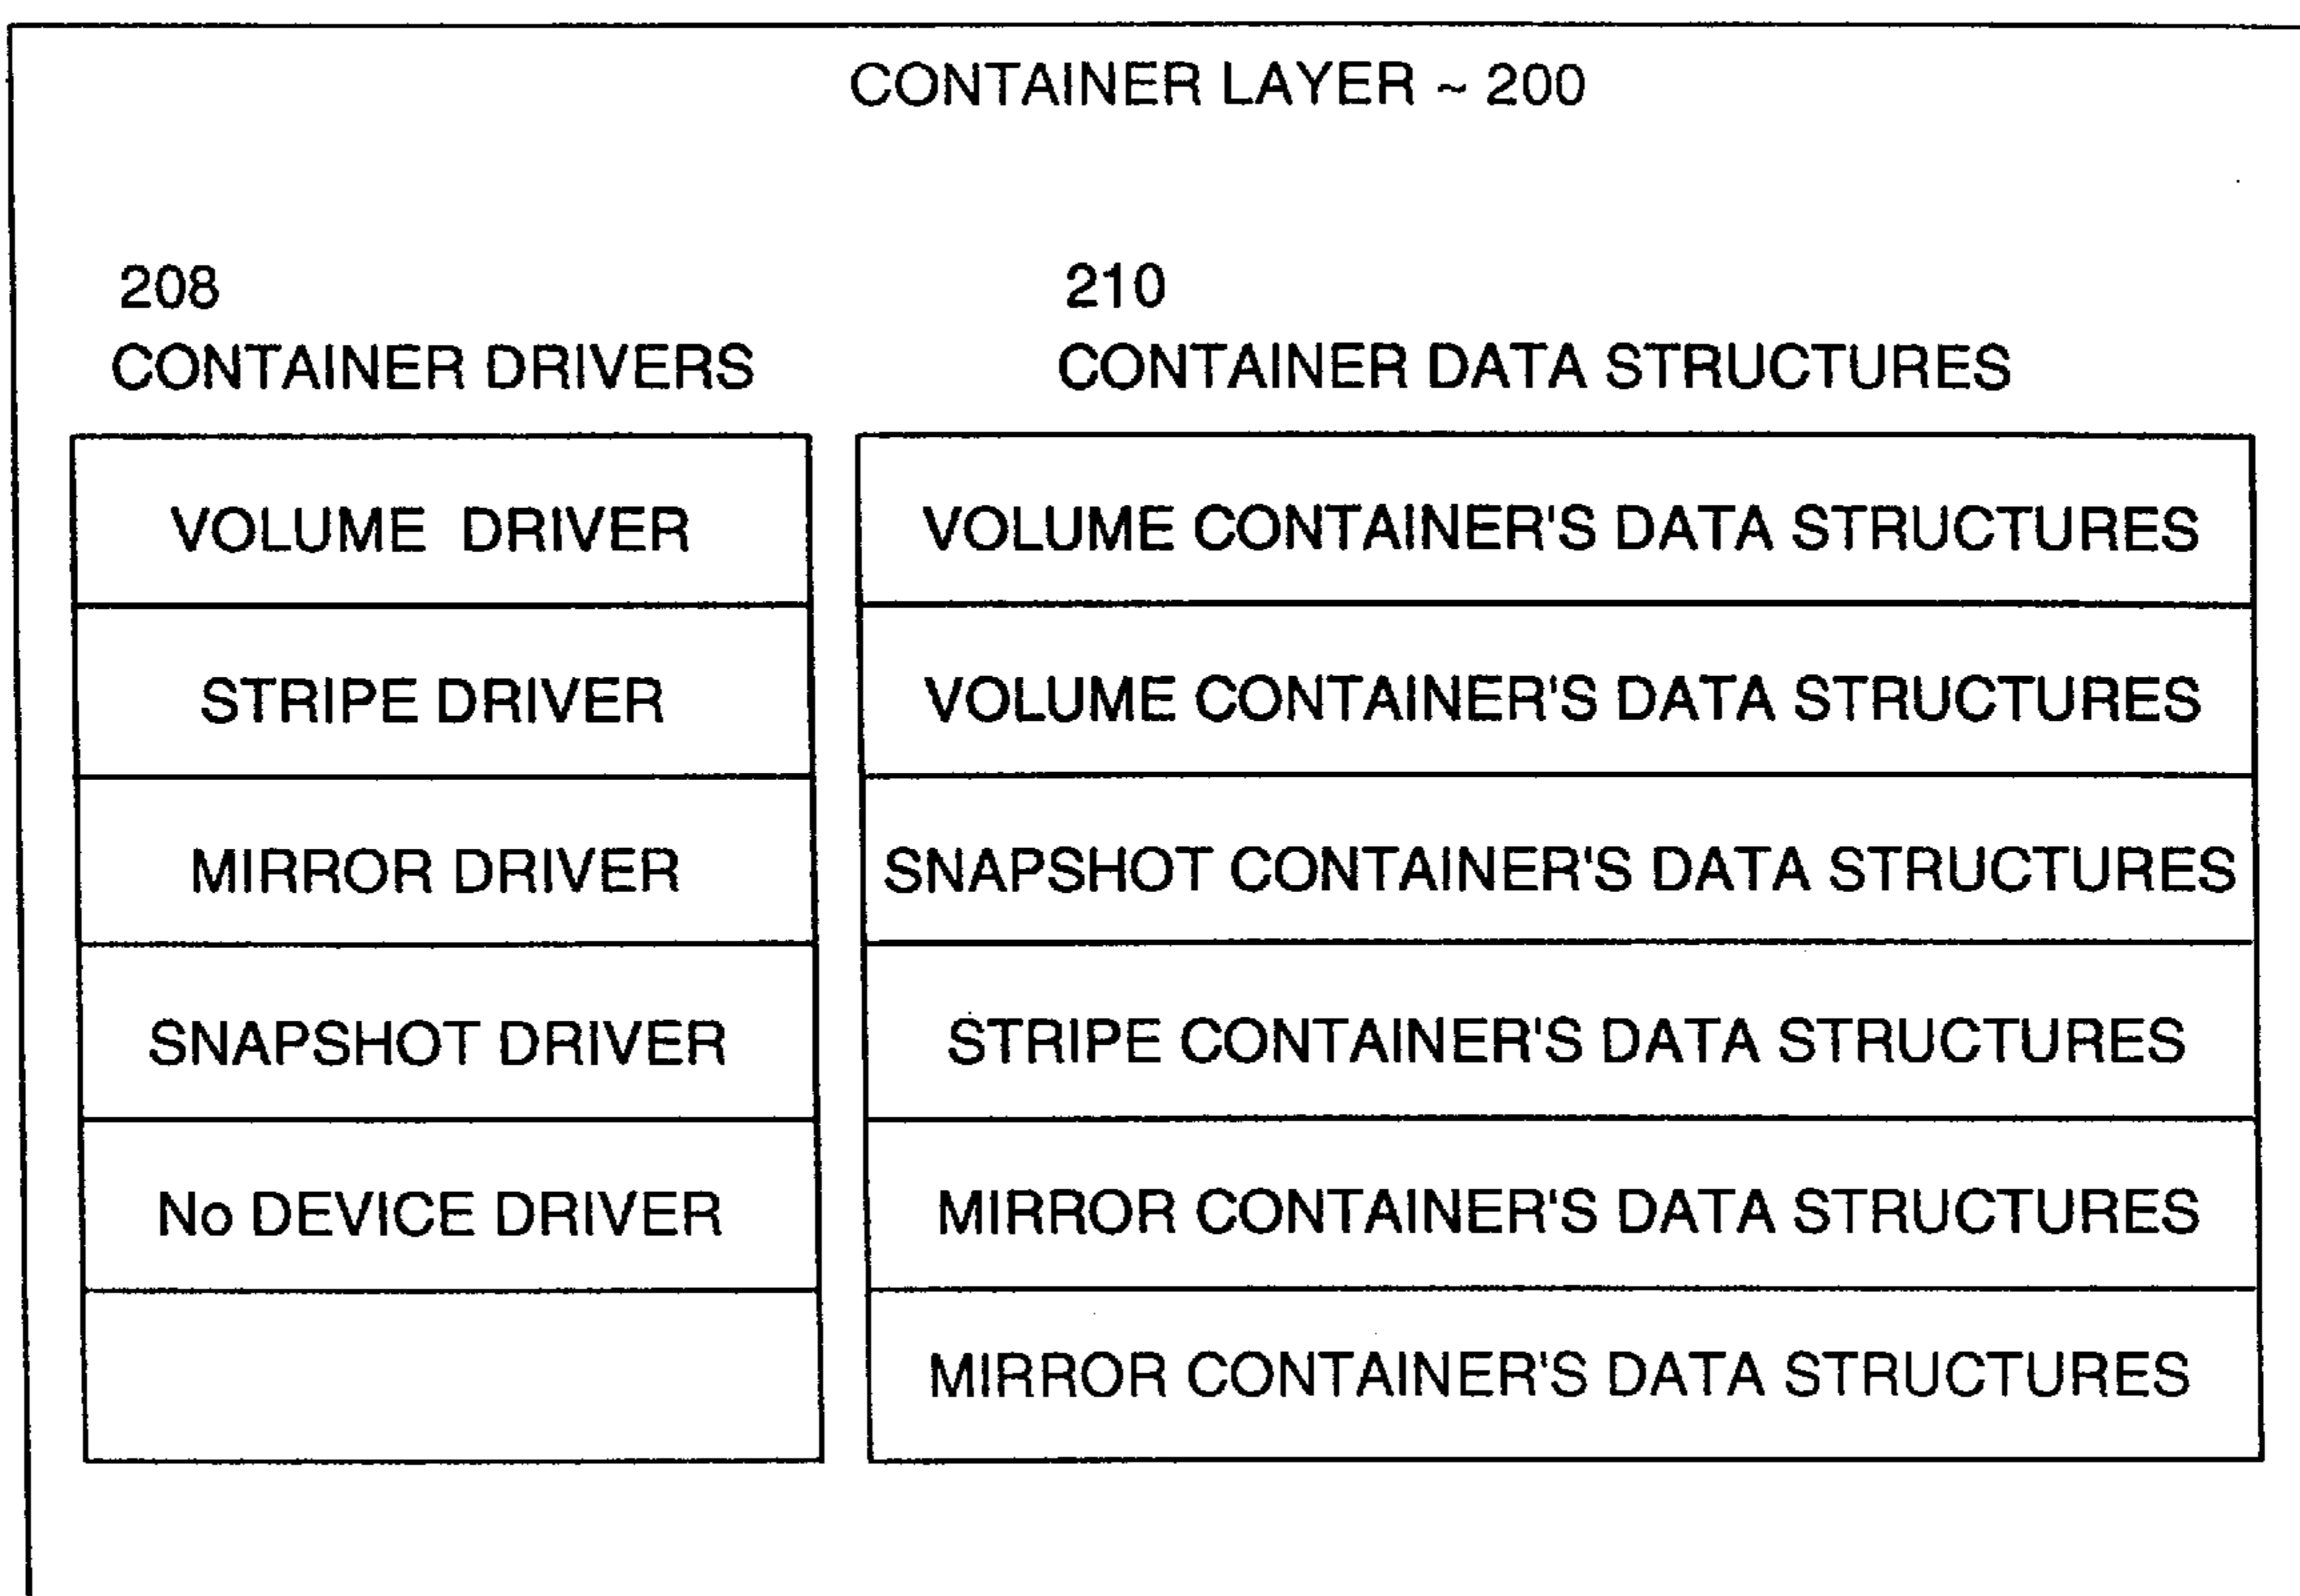 CONTAINER LAYER ~ 200
208
CONTAINER DRIVERS
VOLUME DRIVER
STRIPE DRIVER
MIRROR DRIVER
SNAPSHOT DRIVER
No DEVICE DRIVER
210
CONTAINER DATA STRUCTURES
VOLUME CONTAINER'S DATA STRUCTURES
VOLUME CONTAINER'S DATA STRUCTURES
SNAPSHOT CONTAINER'S DATA STRUCTURES
STRIPE CONTAINER'S DATA STRUCTURES
MIRROR CONTAINER'S DATA STRUCTURES
MIRROR CONTAINER'S DATA STRUCTURES